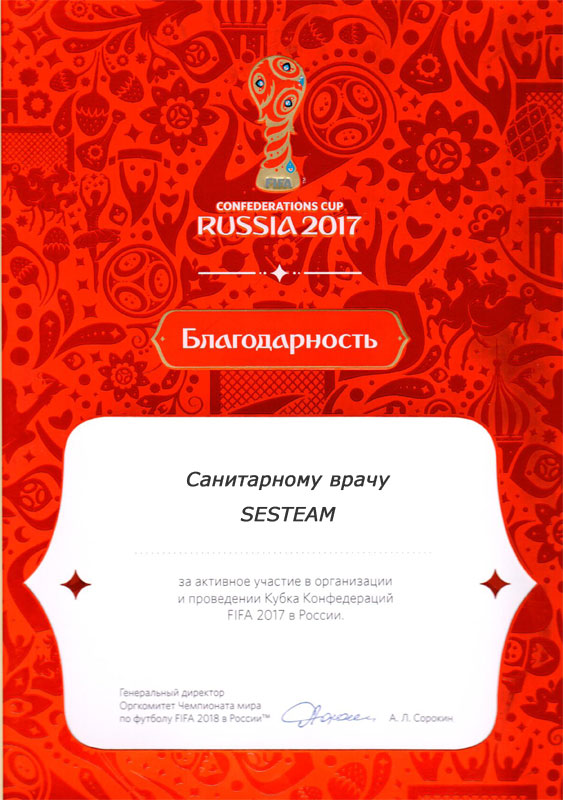 FIFA
CONFEDERATIONS CUP
RUSSIA 2017
Благодарность
Санитарному врачу
SESTEAM
за активное участие в организации
и проведении Кубка Конфедераций
FIFA 2017 в России.
Генеральный директор
Оргкомитет Чемпионата мира
по футболу FIFA 2018 в России™
А. Л. Сорокин